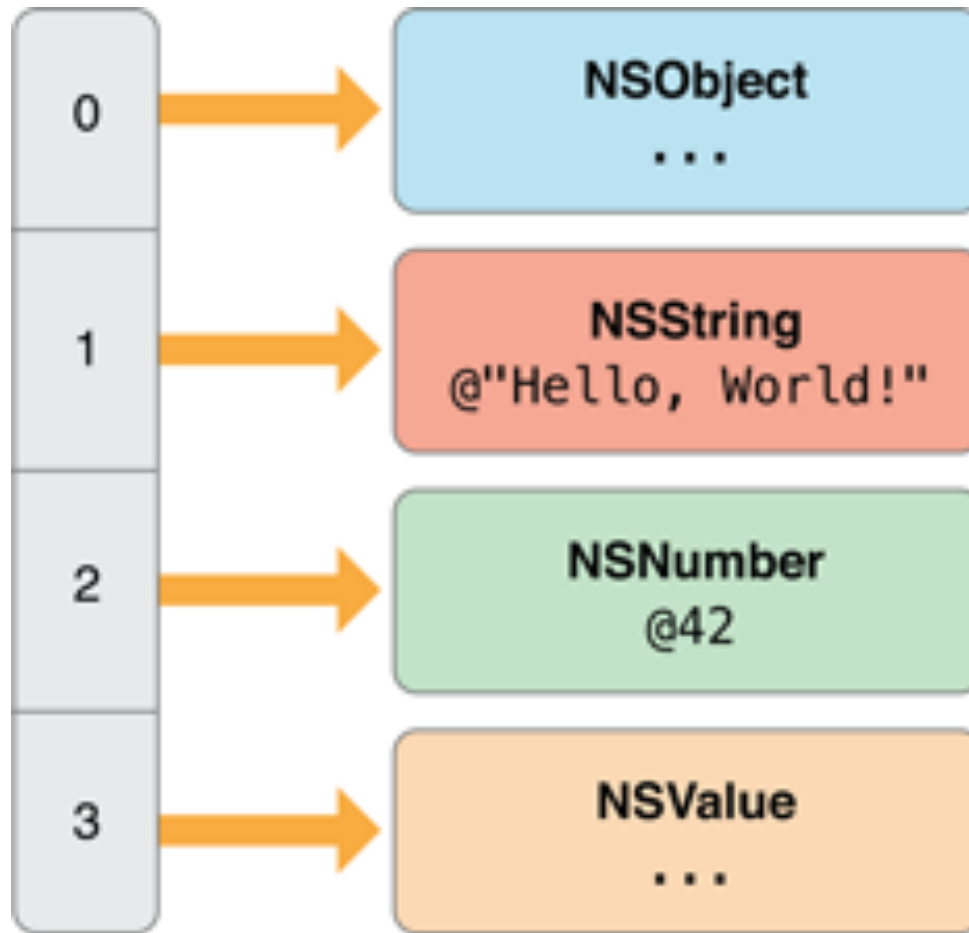 0
NSObject
...
1
NSString
@"Hello, World!"
2
NSNumber
@42
3
NSValue
...